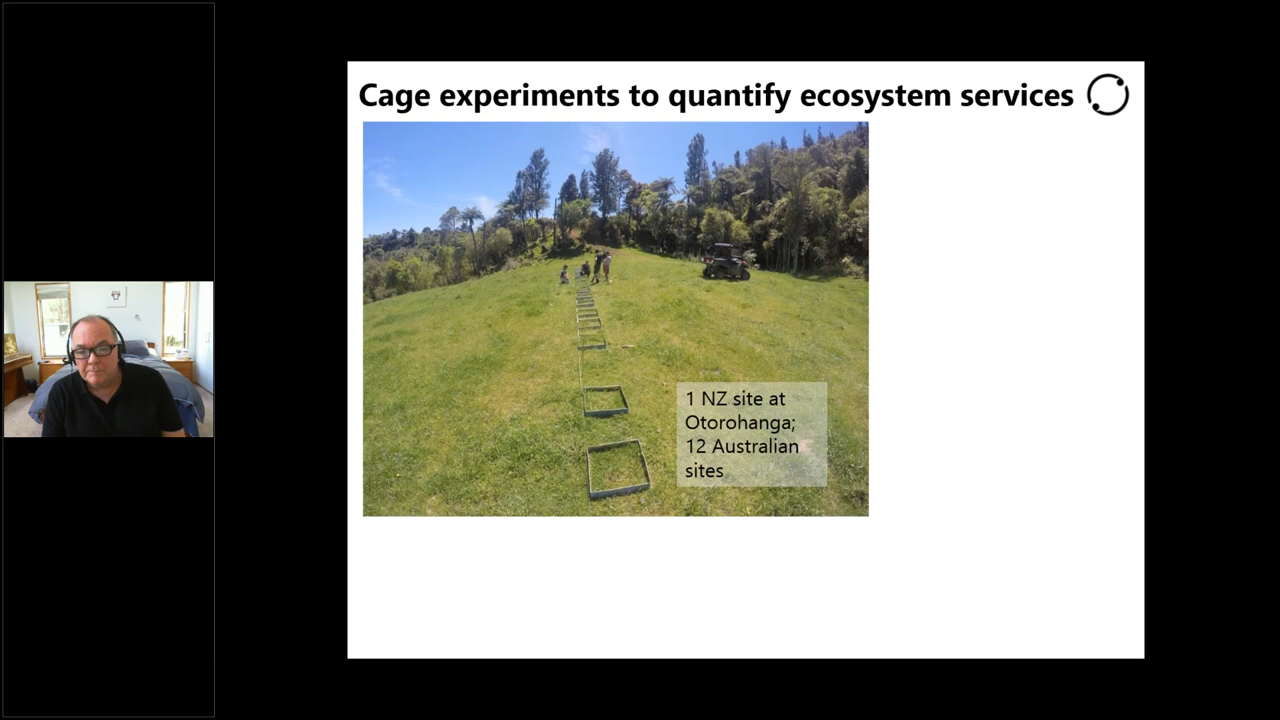 Cage experiments to quantify ecosystem services
1 NZ site at
Otorohanga;
12 Australian
sites